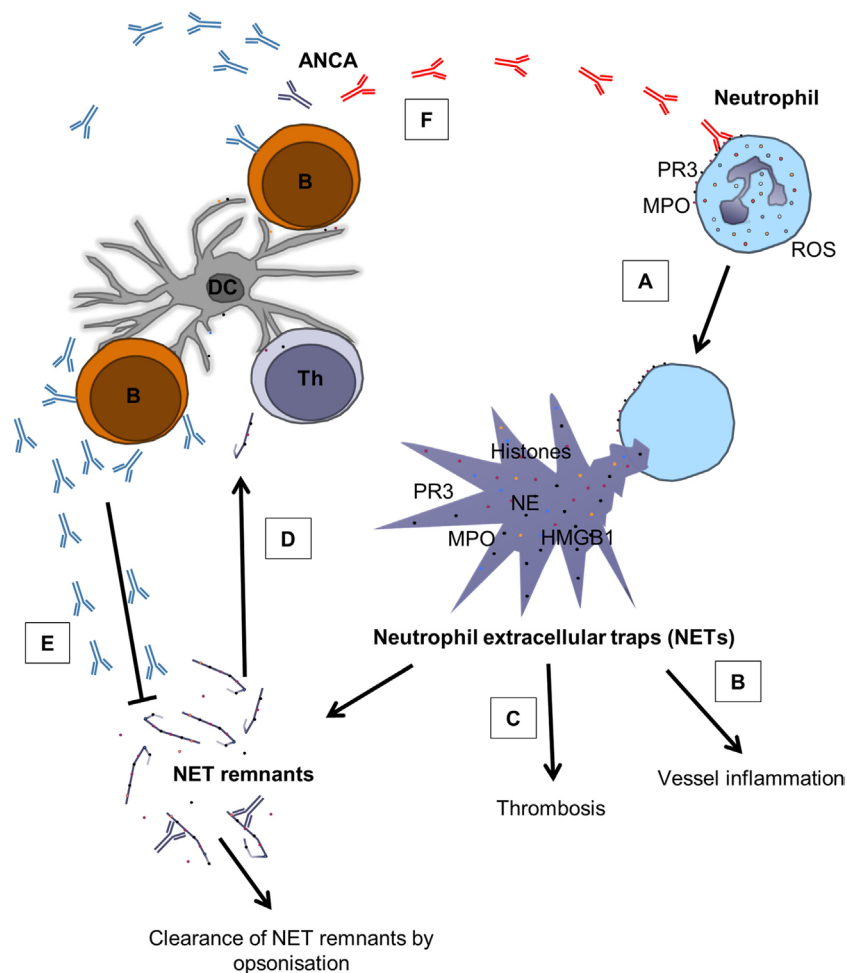 ANCA
F
Neutrophil
B
PR3
MPO
ROS
A
DC
B
Th
Histones
PR3
NE
MPO
HMGB1
D
E
Neutrophil extracellular traps (NETs)
B
C
NET remnants
Vessel inflammation
Thrombosis
Clearance of NET remnants by
opsonisation